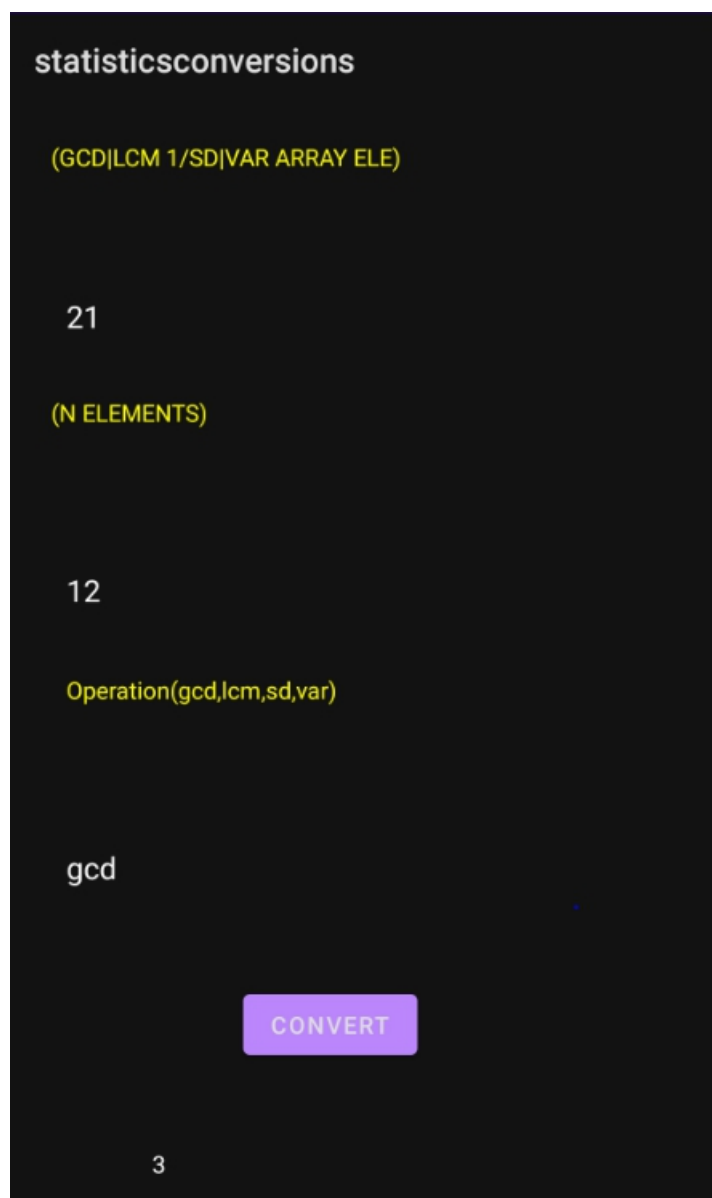 statisticsconversions
(GCD|LCM 1/SD|VAR ARRAY ELE)
21
(N ELEMENTS)
12
Operation(gcd,lcm,sd,var)
gcd
CONVERT
3